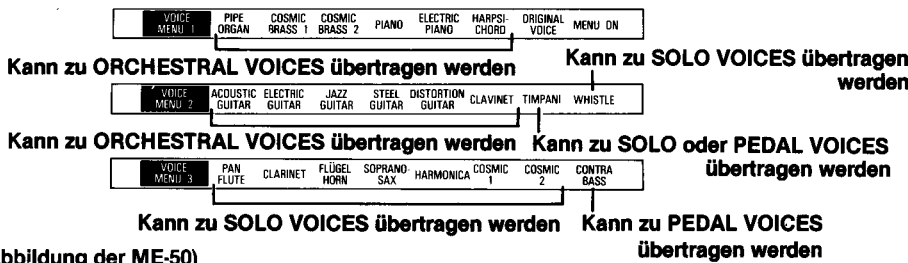 VOICE MENU 1 PIPE ORGAN COSMIC BRASS 1 COSMIC BRASS 2 PIANO ELECTRIC PIANO HARPSI-CHORD ORIGINAL VOICE MENU ON
Kann zu ORCHESTRAL VOICES übertragen werden
Kann zu SOLO VOICES übertragen
werden
VOICE MENU 2 ACOUSTIC GUITAR ELECTRIC GUITAR JAZZ GUITAR STEEL GUITAR DISTORTION GUITAR CLAVINET TIMPANI WHISTLE
Kann zu ORCHESTRAL VOICES übertragen werden
Kann zu SOLO oder PEDAL VOICES
übertragen werden
VOICE MENU 3 PAN FLUTE CLARINET FLÜGEL HORN SOPRANO-SAX HARMONICA COSMIC 1 COSMIC 2 CONTRA BASS
Kann zu SOLO VOICES übertragen werden
Kann zu PEDAL VOICES
übertragen werden
bbildung der ME-50)